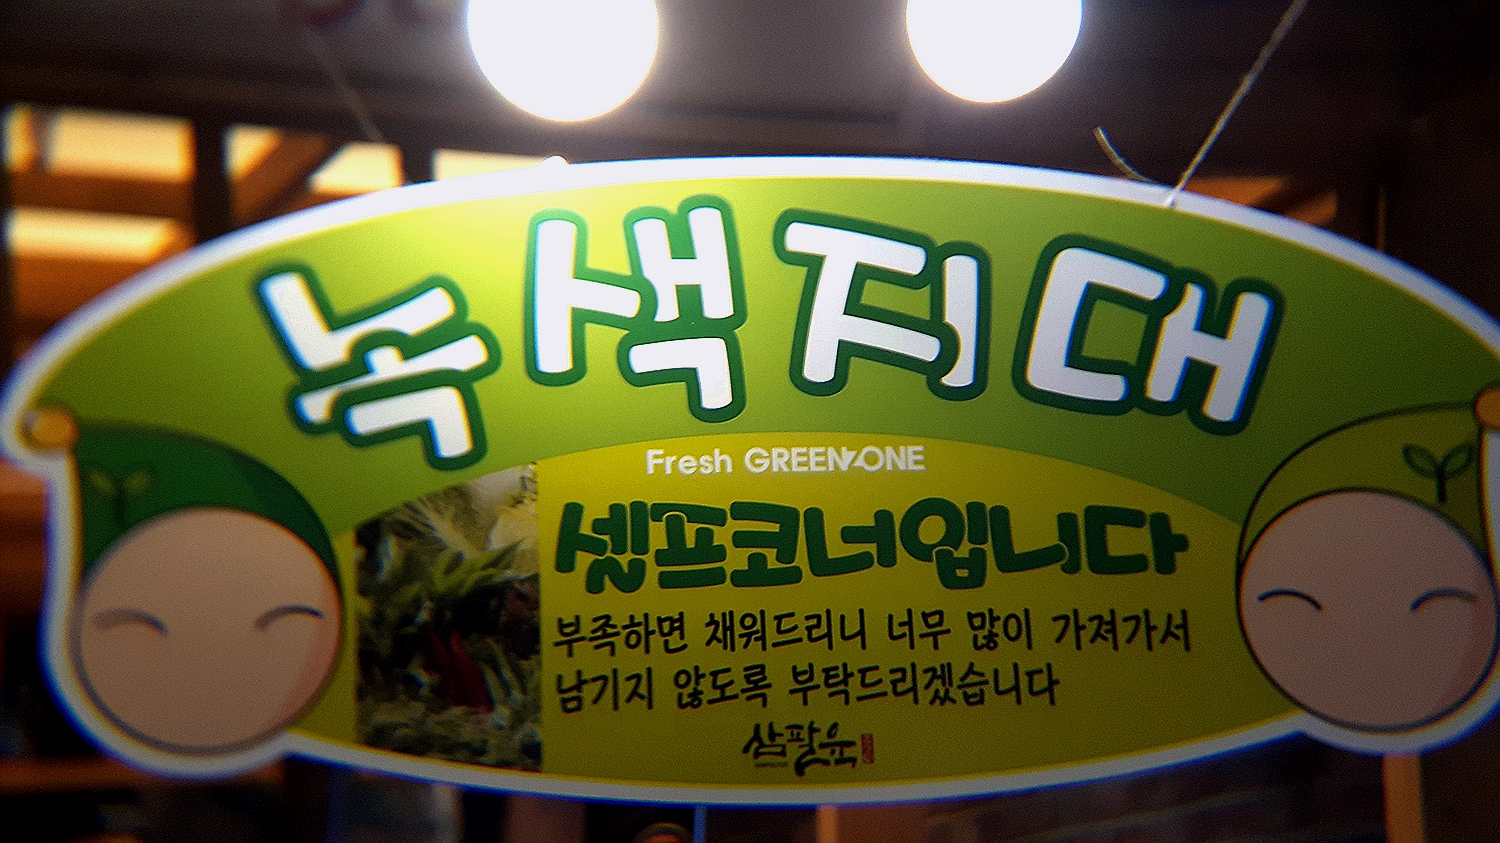 녹색지대
Fresh GREEN ZONE
셀프코너입니다
부족하면 채워드리니 너무 많이 가져가서
남기지 않도록 부탁드리겠습니다
삼팔육